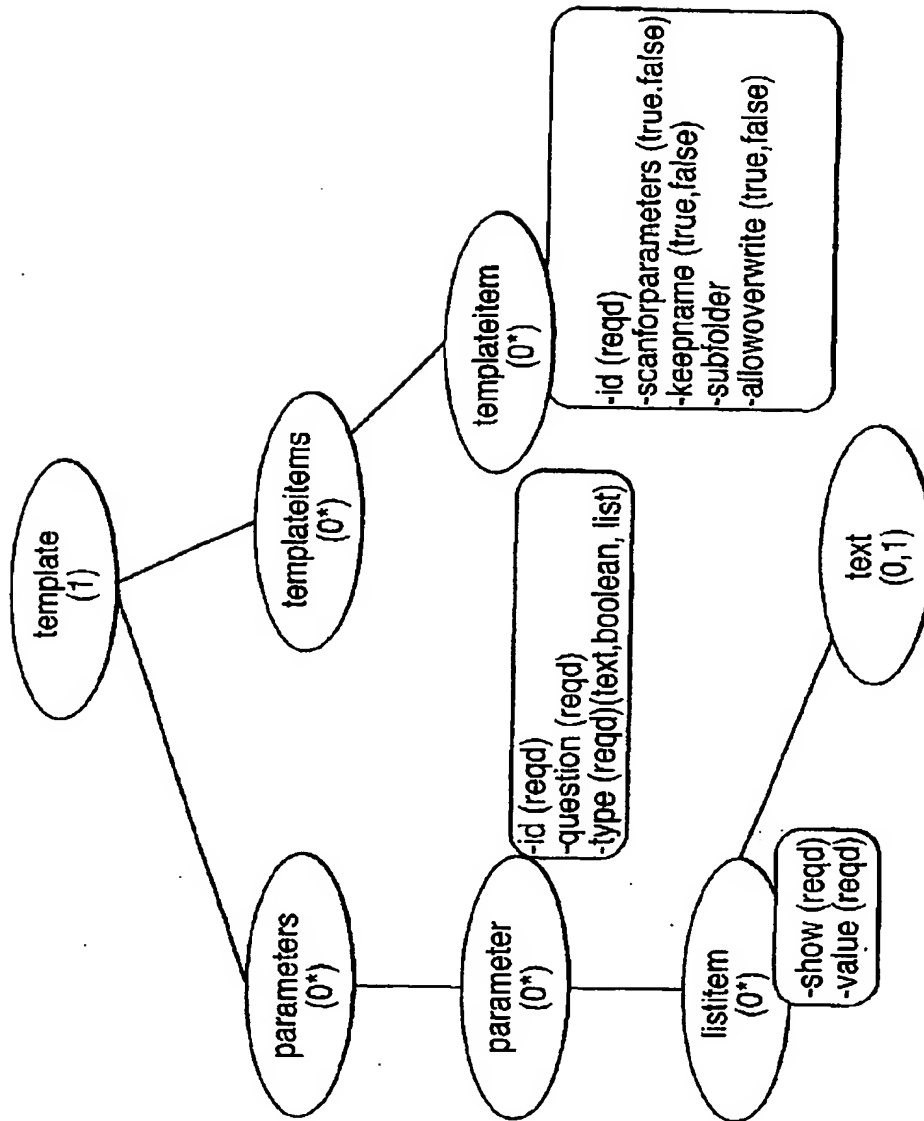 template
(1)
parameters
(0*)
templateitems
(0*)
parameter
(0*)
-id (reqd)
-question (reqd)
-type (reqd)(text,boolean, list)
templateitem
(0*)
-id (reqd)
-scanforparameters (true.false)
-keepname (true,false)
-subfolder
-allowoverwrite (true,false)
listitem
(0*)
-show (reqd)
-value (reqd)
text
(0,1)